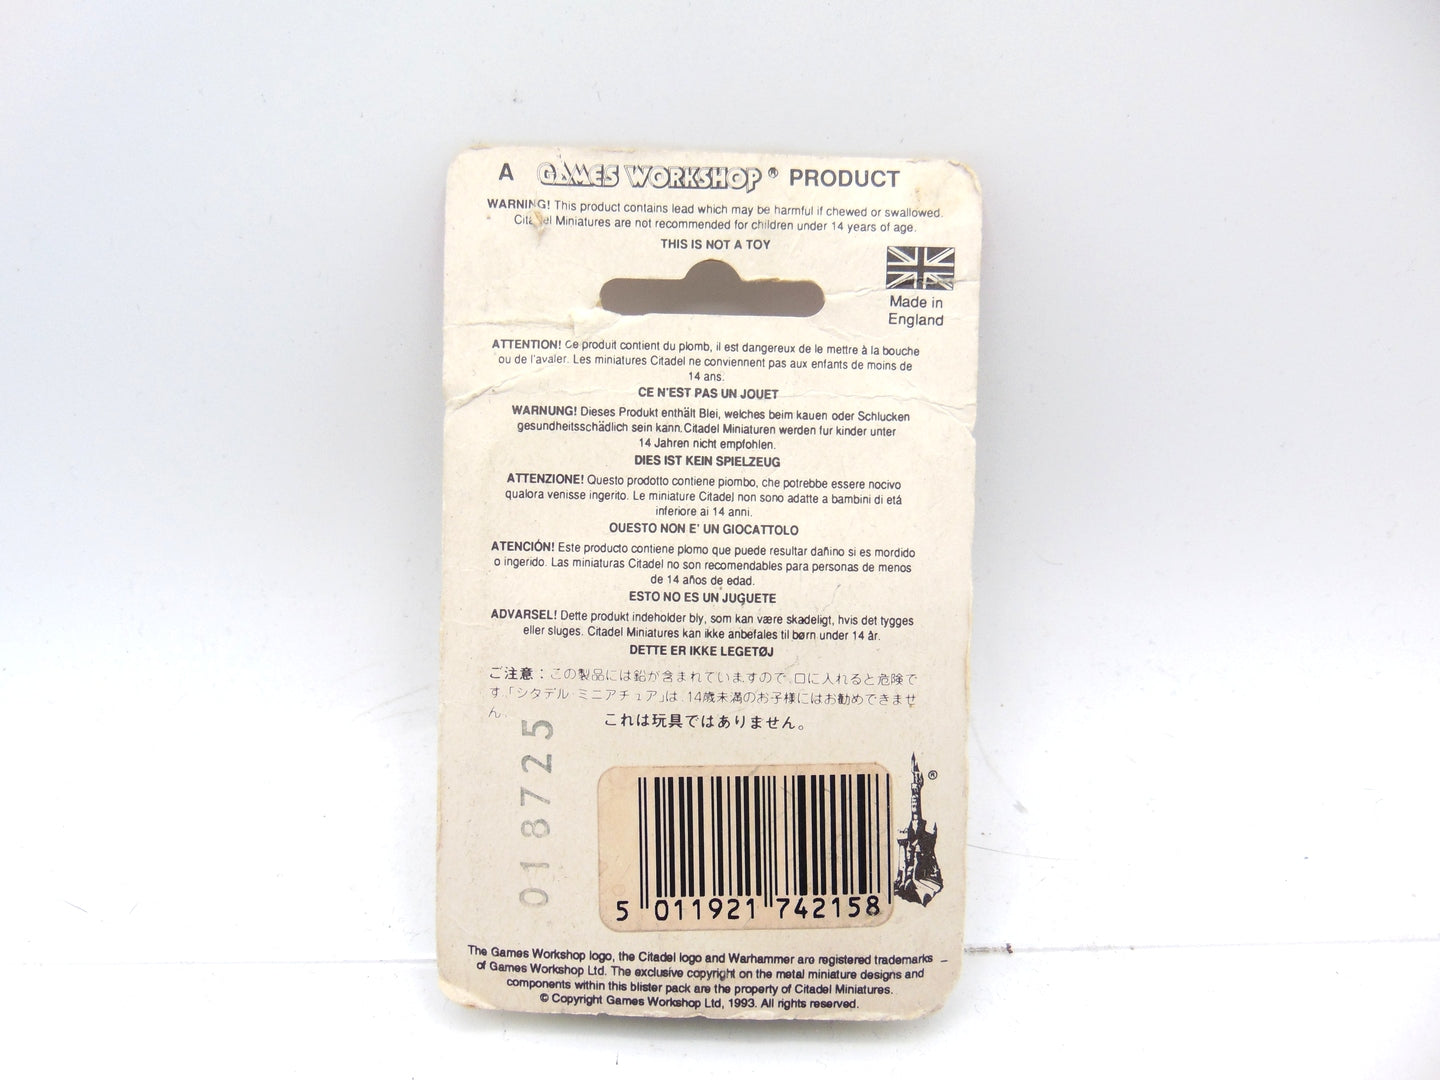 A GAMES WORKSHOP® PRODUCT
WARNING! This product contains lead which may be harmful if chewed or swallowed.
Citadel Miniatures are not recommended for children under 14 years of age.
THIS IS NOT A TOY
Made in
England
ATTENTION! Ce produit contient du plomb, il est dangereux de le mettre à la bouche
ou de l'avaler. Les miniatures Citadel ne conviennent pas aux enfants de moins de
14 ans.
CE N'EST PAS UN JOUET
WARNUNG! Dieses Produkt enthält Blei, welches beim kauen oder Schlucken
gesundheitsschädlich sein kann. Citadel Miniaturen werden fur kinder unter
14 Jahren nicht empfohlen.
DIES IST KEIN SPIELZEUG
ATTENZIONE! Questo prodotto contiene piombo, che potrebbe essere nocivo
qualora venisse ingerito. Le miniature Citadel non sono adatte a bambini di etá
inferiore ai 14 anni.
QUESTO NON E' UN GIOCATTOLO
ATENCIÓN! Este producto contiene plomo que puede resultar dañino si es mordido
o ingerido. Las miniaturas Citadel no son recomendables para personas de menos
de 14 años de edad.
ESTO NO ES UN JUGUETE
ADVARSEL! Dette produkt indeholder bly, som kan være skadeligt, hvis det tygges
eller sluges. Citadel Miniatures kan ikke anbefales til børn under 14 år.
DETTE ER IKKE LEGETØJ
ご注意：この製品には鉛が含まれていますので、口に入れると危険で
す。「シタデル・ミニアチュア」は、14歳未満のお子様にはお勧めできませ
ん。
これは玩具ではありません。
018725
®
5 011921 742158
The Games Workshop logo, the Citadel logo and Warhammer are registered trademarks
of Games Workshop Ltd. The exclusive copyright on the metal miniature designs and
components within this blister pack are the property of Citadel Miniatures.
© Copyright Games Workshop Ltd, 1993. All rights reserved.